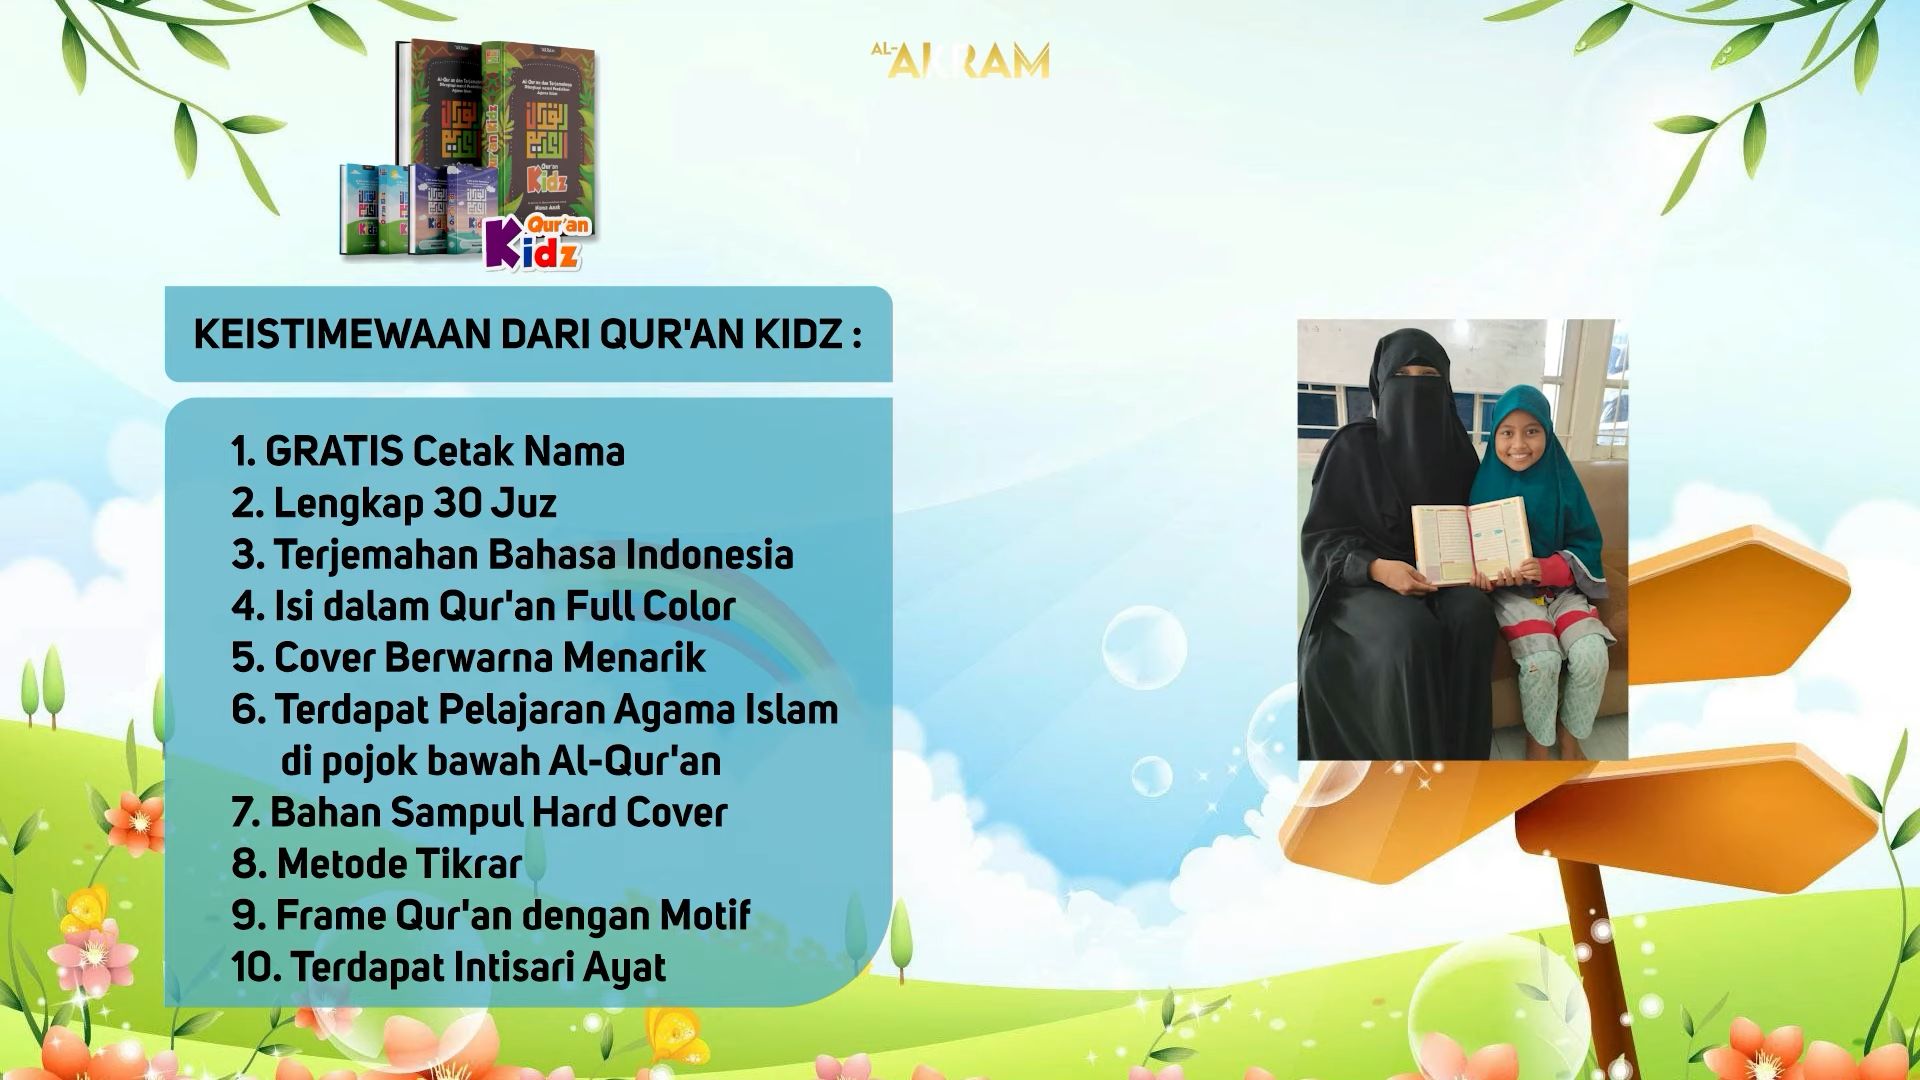 AL-AKRAM
Qur'an
Kidz
Qur'an
Kidz
KEISTIMEWAAN DARI QUR'AN KIDZ :
1. GRATIS Cetak Nama
2. Lengkap 30 Juz
3. Terjemahan Bahasa Indonesia
4. Isi dalam Qur'an Full Color
5. Cover Berwarna Menarik
6. Terdapat Pelajaran Agama Islam
di pojok bawah Al-Qur'an
7. Bahan Sampul Hard Cover
8. Metode Tikrar
9. Frame Qur'an dengan Motif
10. Terdapat Intisari Ayat